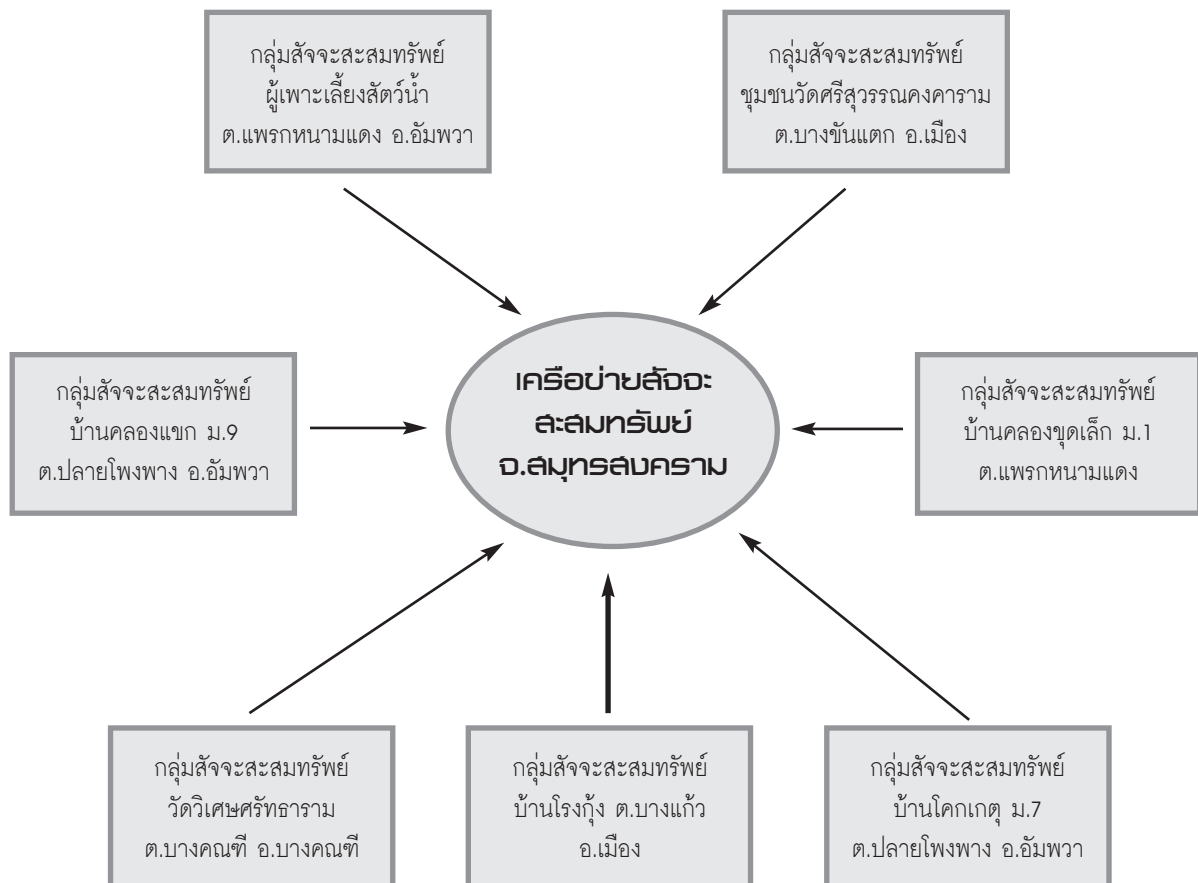 กลุ่มสัจจะสะสมทรัพย์
ผู้เพาะเลี้ยงสัตว์น้ำ
ต.แพรกหนามแดง อ.อัมพวา
กลุ่มสัจจะสะสมทรัพย์
ชุมชนวัดศรีสุวรรณคงคาราม
ต.บางขันแตก อ.เมือง
กลุ่มสัจจะสะสมทรัพย์
บ้านคลองแขก ม.9
ต.ปลายโพงพาง อ.อัมพวา
เครือข่ายสัจจะ
สะสมทรัพย์
จ.สมุทรสงคราม
กลุ่มสัจจะสะสมทรัพย์
บ้านคลองขุดเล็ก ม.1
ต.แพรกหนามแดง
กลุ่มสัจจะสะสมทรัพย์
วัดวิเศษศรัทธาราม
ต.บางคณฑี อ.บางคณฑี
กลุ่มสัจจะสะสมทรัพย์
บ้านโรงกุ้ง ต.บางแก้ว
อ.เมือง
กลุ่มสัจจะสะสมทรัพย์
บ้านโคกเกตุ ม.7
ต.ปลายโพงพาง อ.อัมพวา